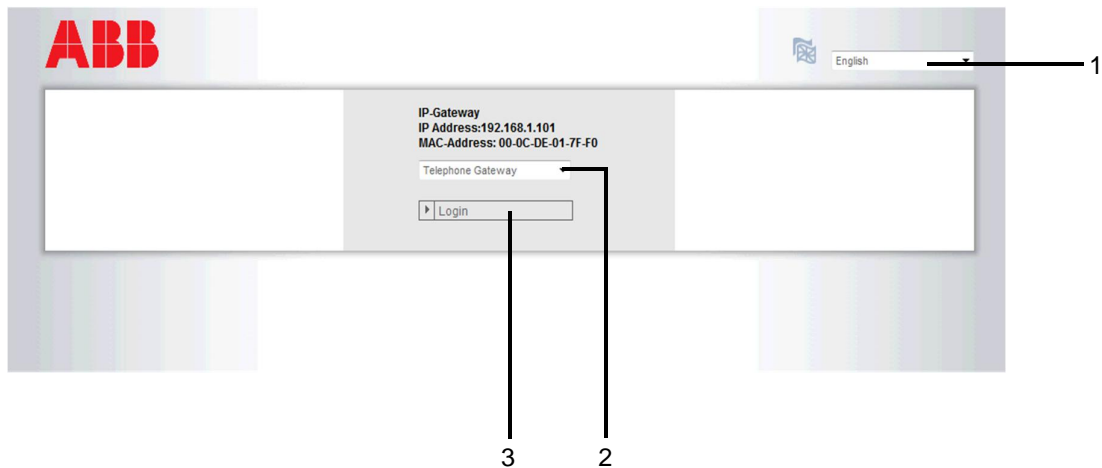 ABB
English
1
IP-Gateway
IP Address:192.168.1.101
MAC-Address: 00-0C-DE-01-7F-F0
Telephone Gateway
Login
3
2